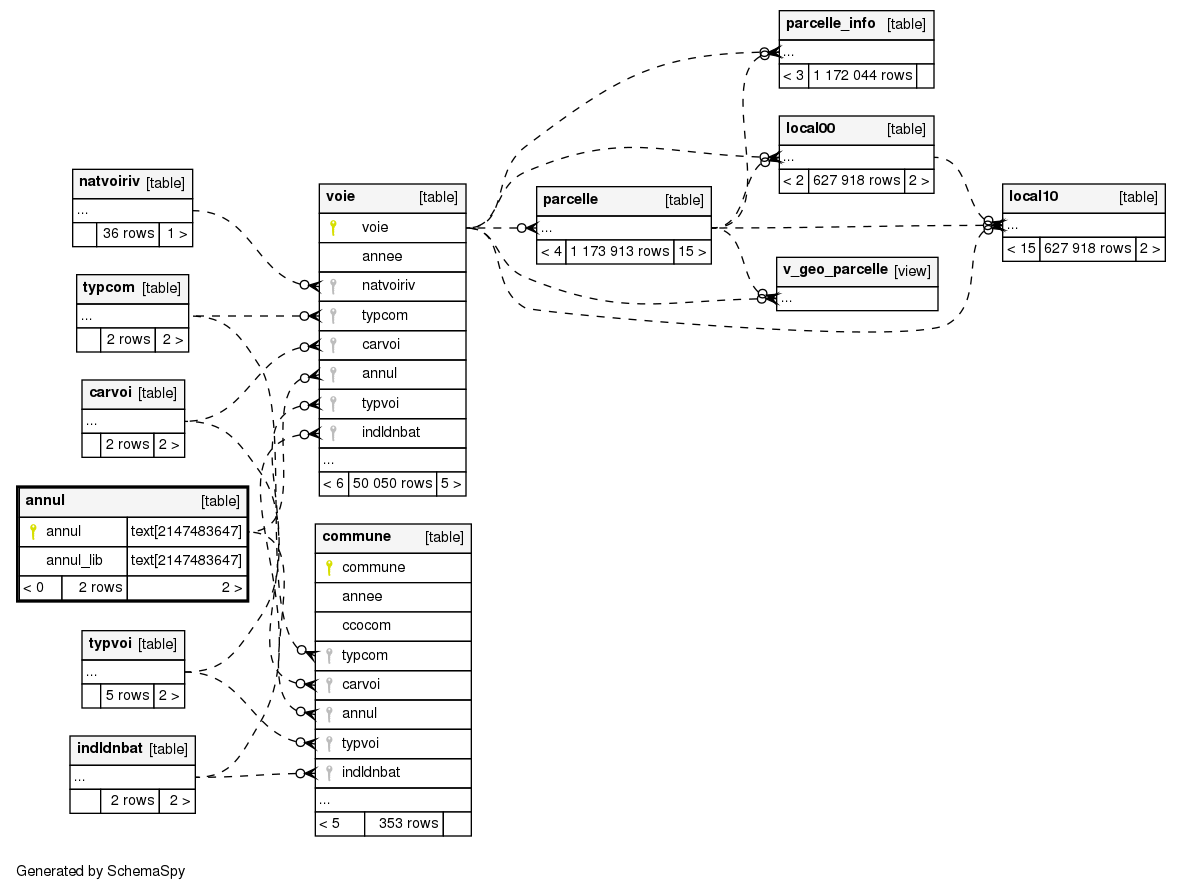 parcelle_info [table]
...
< 3 1 172 044 rows
local00 [table]
...
< 2 627 918 rows 2 >
natvoiriv [table]
...
36 rows 1 >
voie [table]
voie
annee
natvoiriv
typcom
carvoi
annul
typvoi
indldnbat
...
< 6 50 050 rows 5 >
parcelle [table]
...
< 4 1 173 913 rows 15 >
local10 [table]
...
< 15 627 918 rows 2 >
v_geo_parcelle [view]
...
typcom [table]
...
2 rows 2 >
carvoi [table]
...
2 rows 2 >
annul [table]
annul text[2147483647]
annul_lib text[2147483647]
< 0 2 rows 2 >
commune [table]
commune
annee
ccocom
typcom
carvoi
annul
typvoi
indldnbat
...
< 5 353 rows
typvoi [table]
...
5 rows 2 >
indldnbat [table]
...
2 rows 2 >
Generated by SchemaSpy